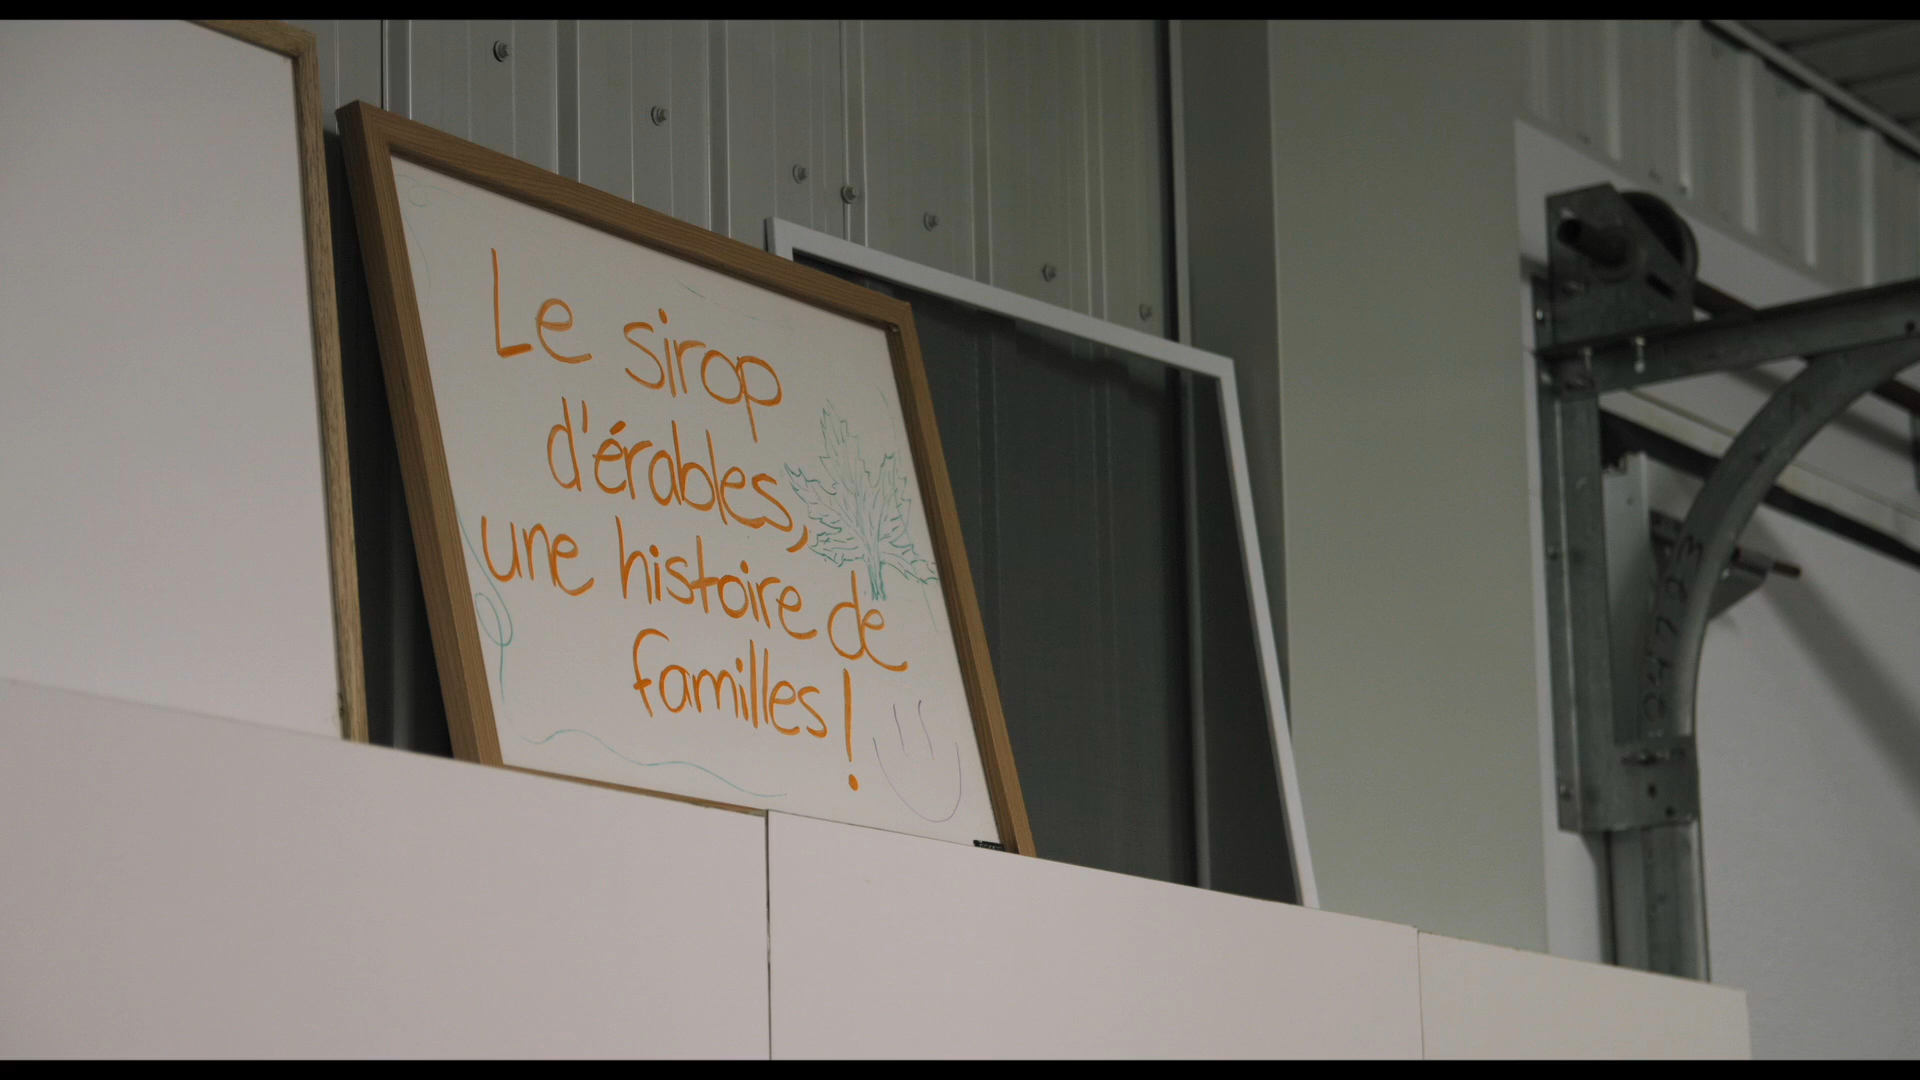 Le sirop
d'érables,
une histoire de
familles!